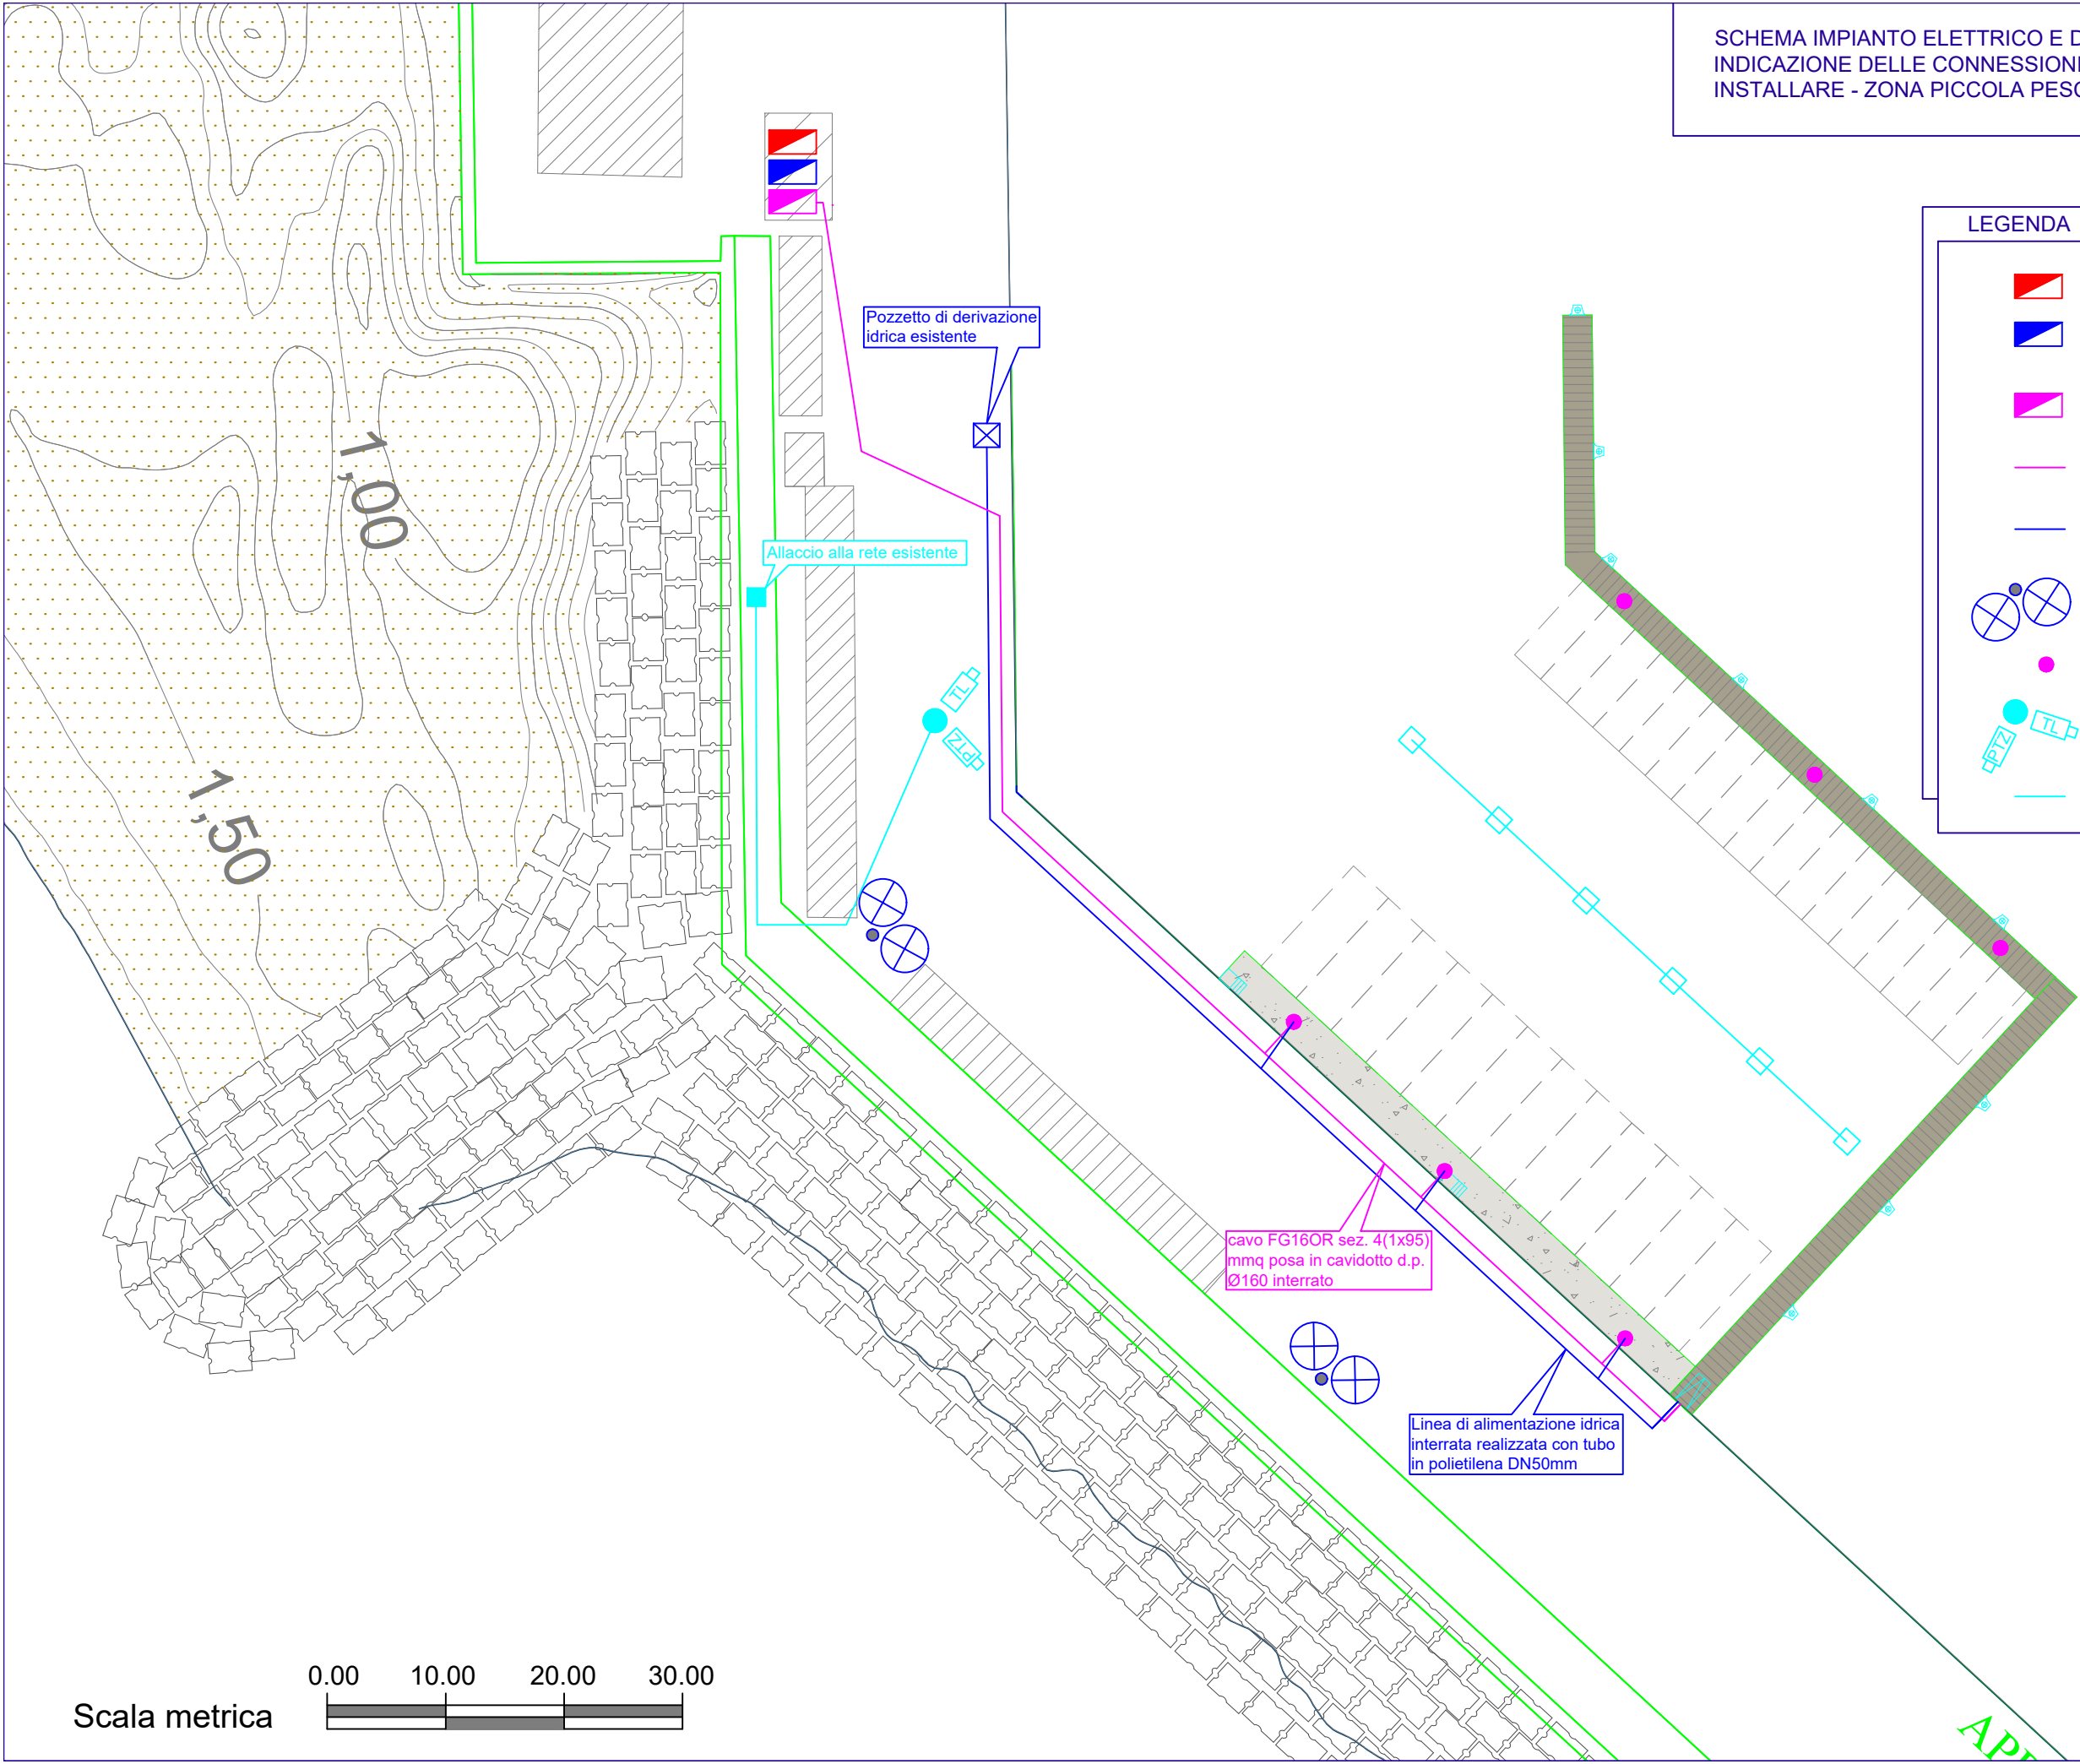 SCHEMA IMPIANTO ELETTRICO E D
INDICAZIONE DELLE CONNESSIONI
INSTALLARE - ZONA PICCOLA PESC
LEGENDA
Pozzetto di derivazione
idrica esistente
1,00
Allaccio alla rete esistente
TL
PTZ
TL
PTZ
1,50
cavo FG16OR sez. 4(1x95)
mmq posa in cavidotto d.p.
Ø160 interrato
Linea di alimentazione idrica
interrata realizzata con tubo
in polietilena DN50mm
0.00 10.00 20.00 30.00
Scala metrica